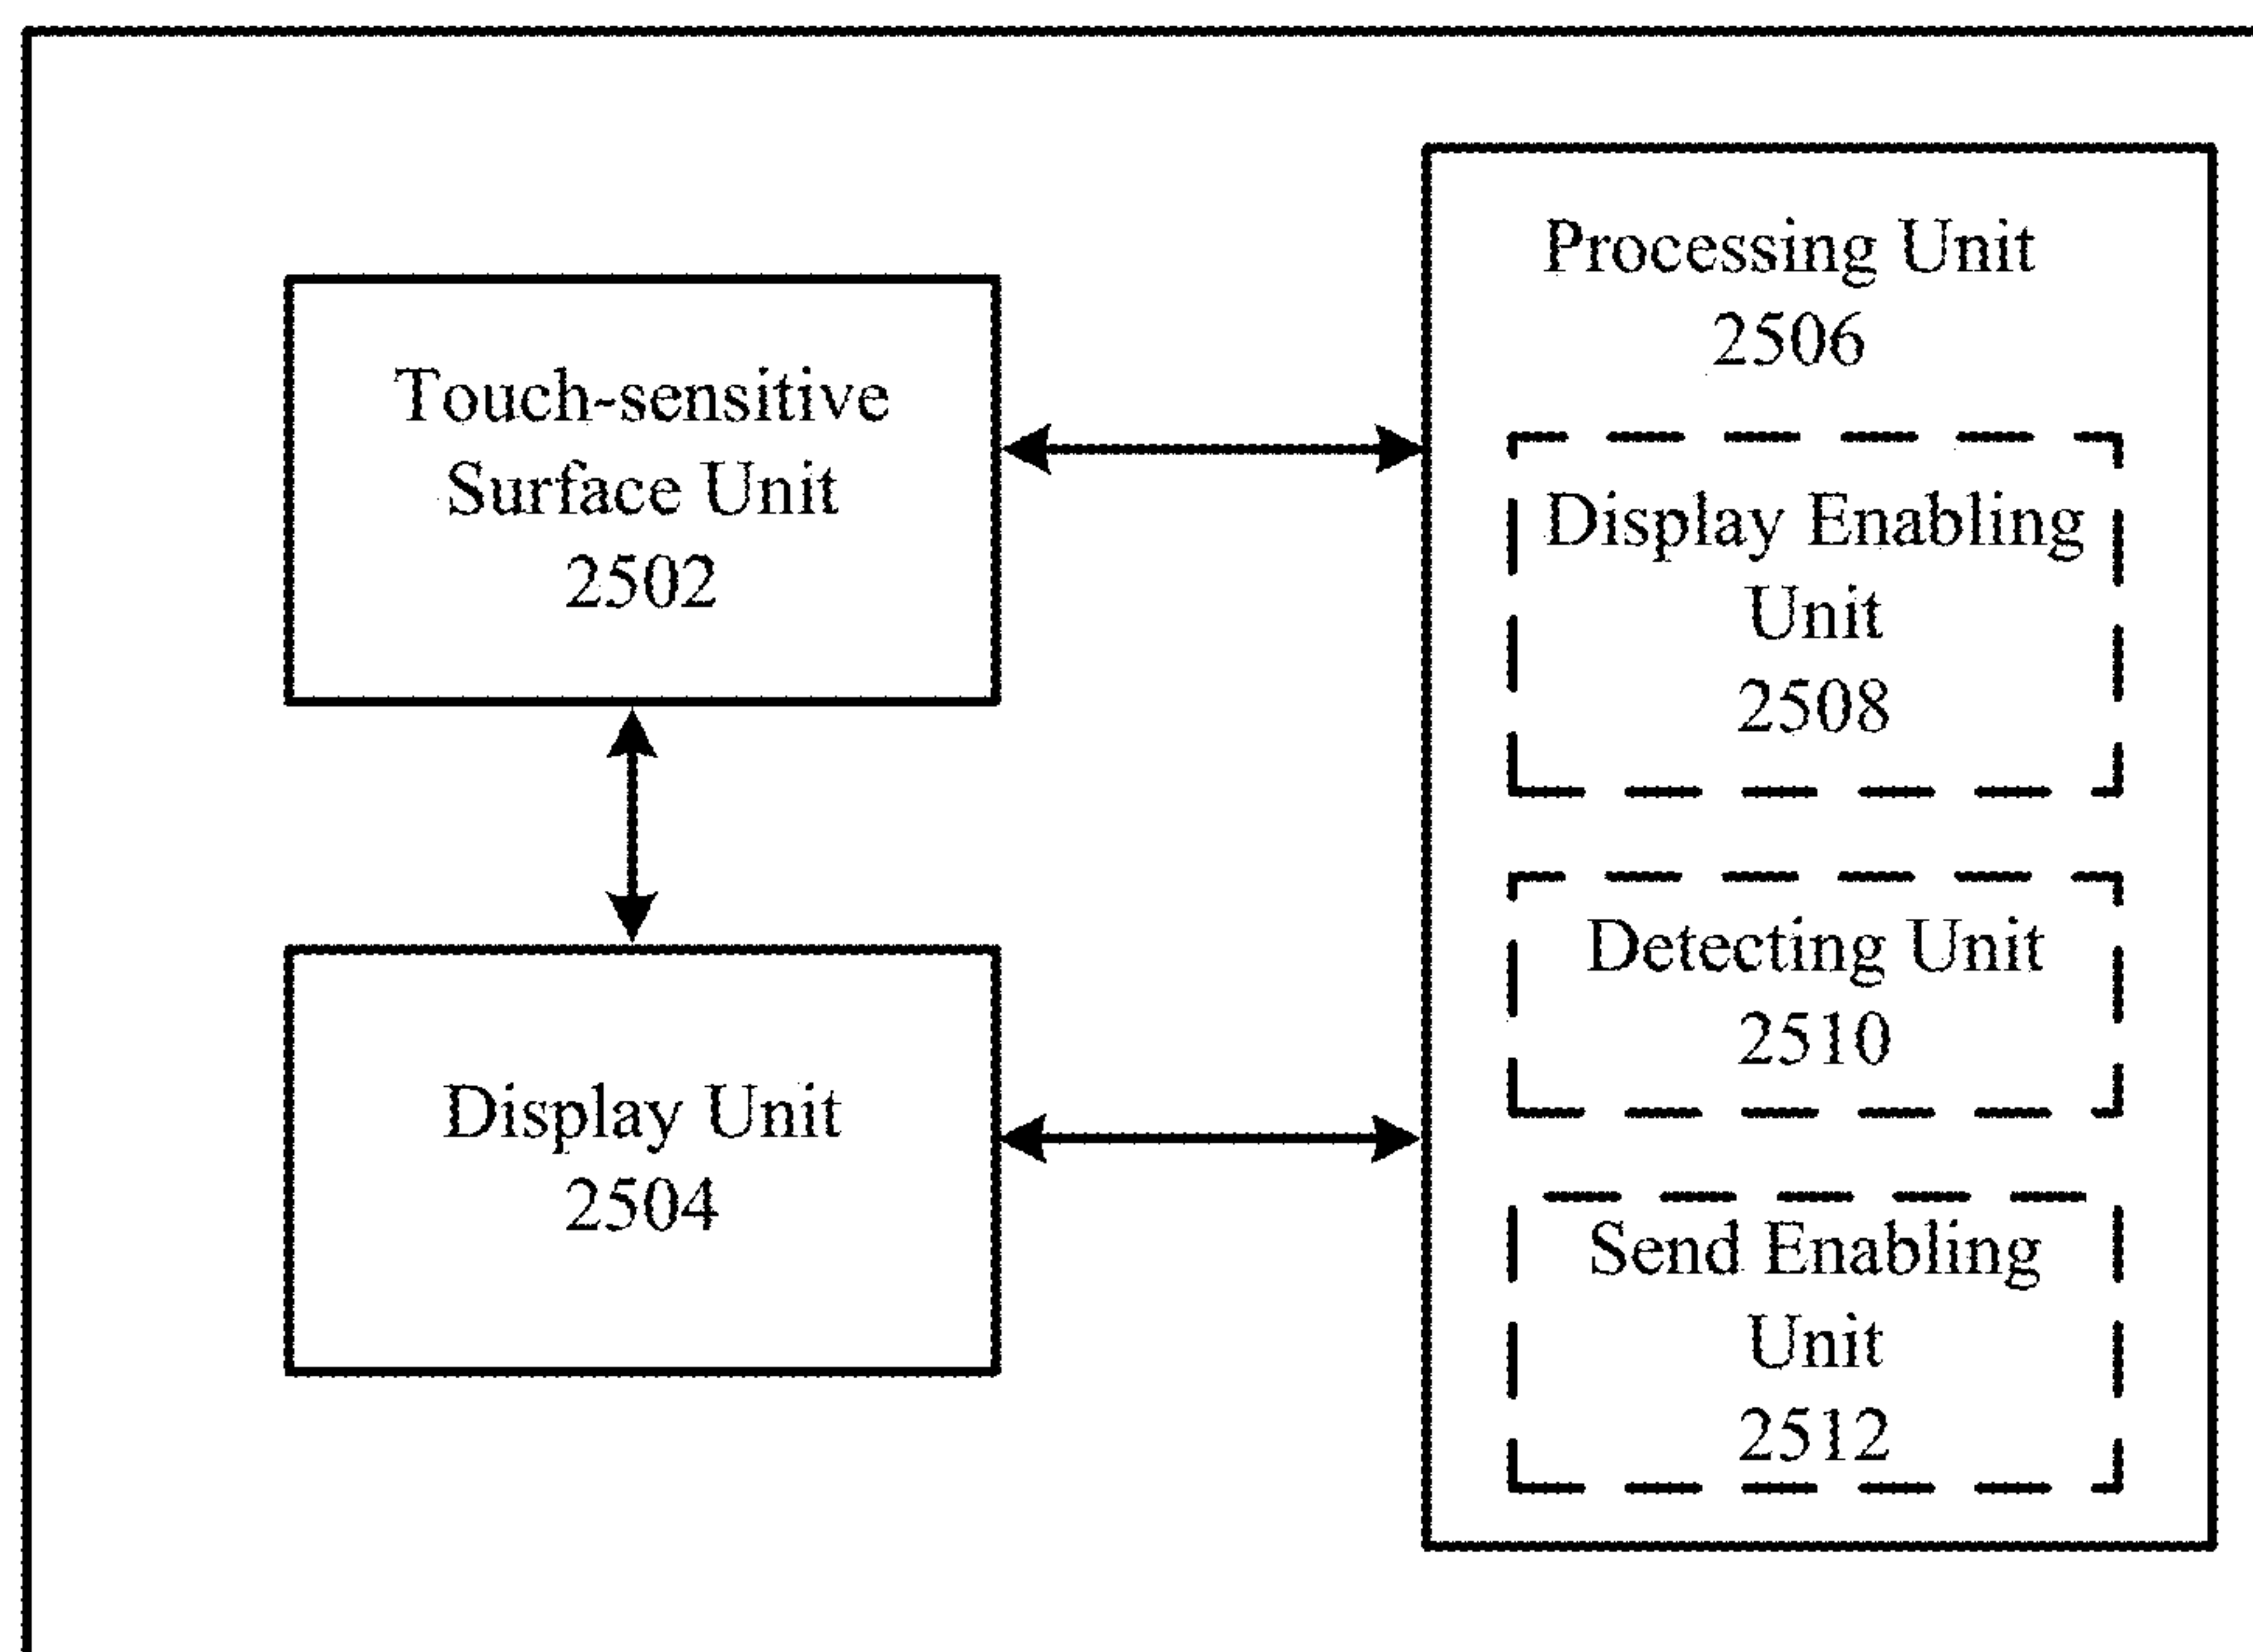 Touch-sensitive
Surface Unit
2502
Display Unit
2504
Processing Unit
2506
Display Enabling
Unit
2508
Detecting Unit
2510
Send Enabling
Unit
2512